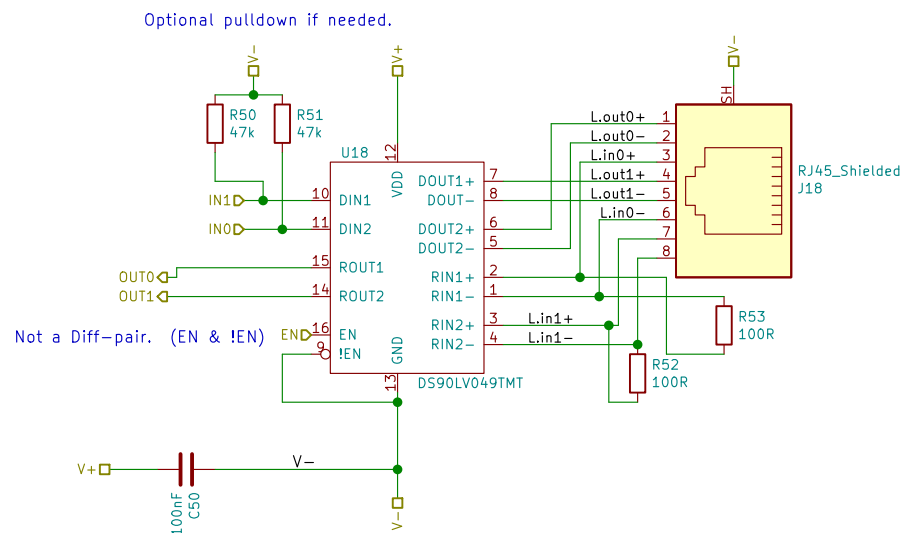 Optional pulldown if needed.
V-
V+
V-
R50
47k
R51
47k
SH
U18
12
VDD
L.out0+
1
L.out0-
2
L.in0+
3
L.out1+
4
L.out1-
5
L.in0-
6
7
8
RJ45_Shielded
J18
IN1
10
DIN1
DOUT1+
7
DOUT-
8
IN0
11
DIN2
DOUT2+
6
DOUT2-
5
OUT0
15
ROUT1
RIN1+
2
OUT1
14
ROUT2
RIN1-
1
R53
100R
Not a Diff-pair. (EN & !EN)
EN
16
EN
RIN2+
3
L.in1+
9
!EN
RIN2-
4
L.in1-
GND
13
DS90LV049TMT
R52
100R
V+
V-
100nF
C50
V-